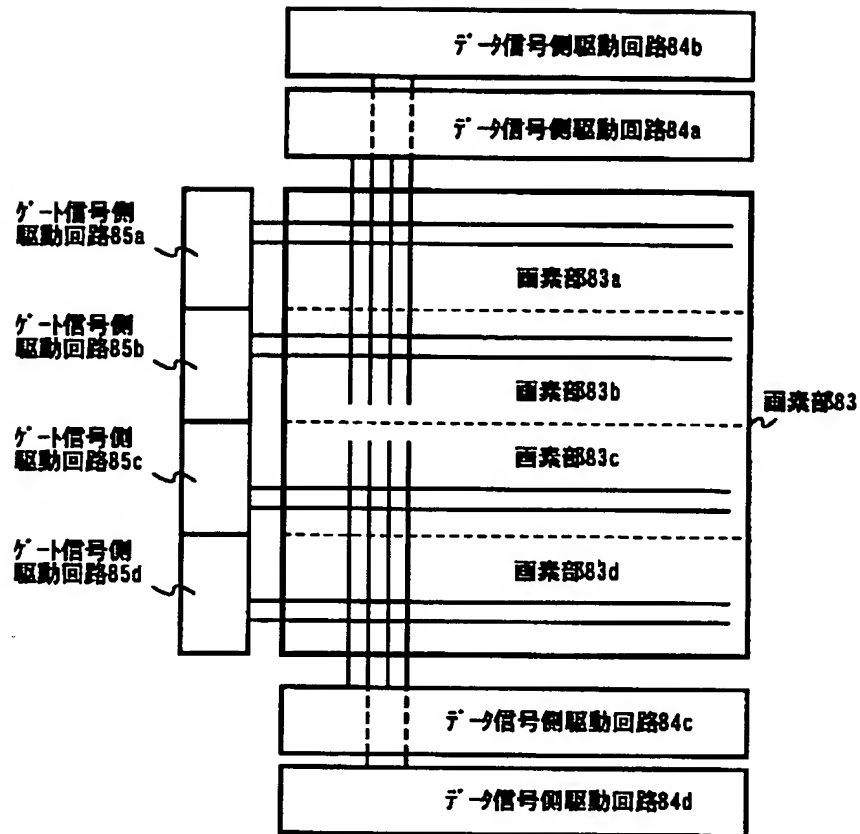 データ信号側駆動回路84b
データ信号側駆動回路84a
ゲート信号側
駆動回路85a
画素部83a
ゲート信号側
駆動回路85b
画素部83b
画素部83
ゲート信号側
駆動回路85c
画素部83c
ゲート信号側
駆動回路85d
画素部83d
データ信号側駆動回路84c
データ信号側駆動回路84d